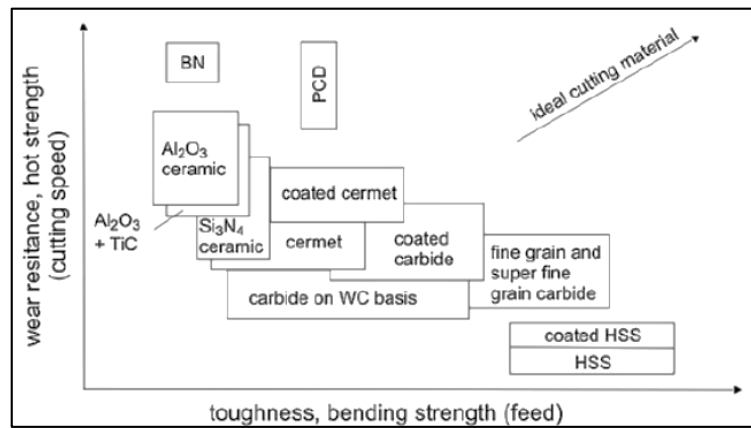 wear resitance, hot strength
(cutting speed)
BN
PCD
ideal cutting material
Al₂O₃
ceramic
Al₂O₃
+ TiC
Si₃N₄
ceramic
coated cermet
cermet
coated
carbide
fine grain and
super fine
grain carbide
carbide on WC basis
coated HSS
HSS
toughness, bending strength (feed)